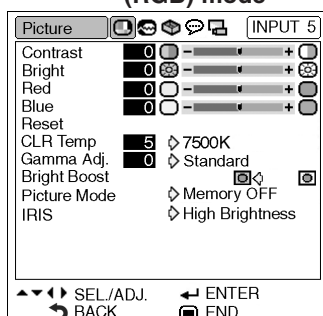 (RGB) mode
Picture INPUT 5
Contrast 0 - +
Bright 0 - +
Red 0 - +
Blue 0 - +
Reset
CLR Temp 5 7500K
Gamma Adj. 0 Standard
Bright Boost
Picture Mode Memory OFF
IRIS High Brightness
SEL./ADJ. ENTER
BACK END